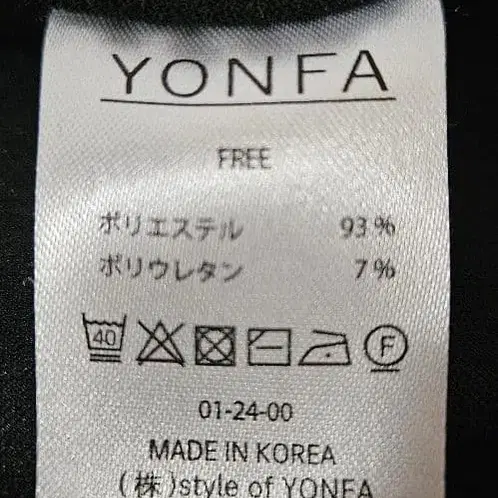 YONFA
FREE
ポリエステル 93%
ポリウレタン 7%
40 F
01-24-00
MADE IN KOREA
(株)style of YONFA